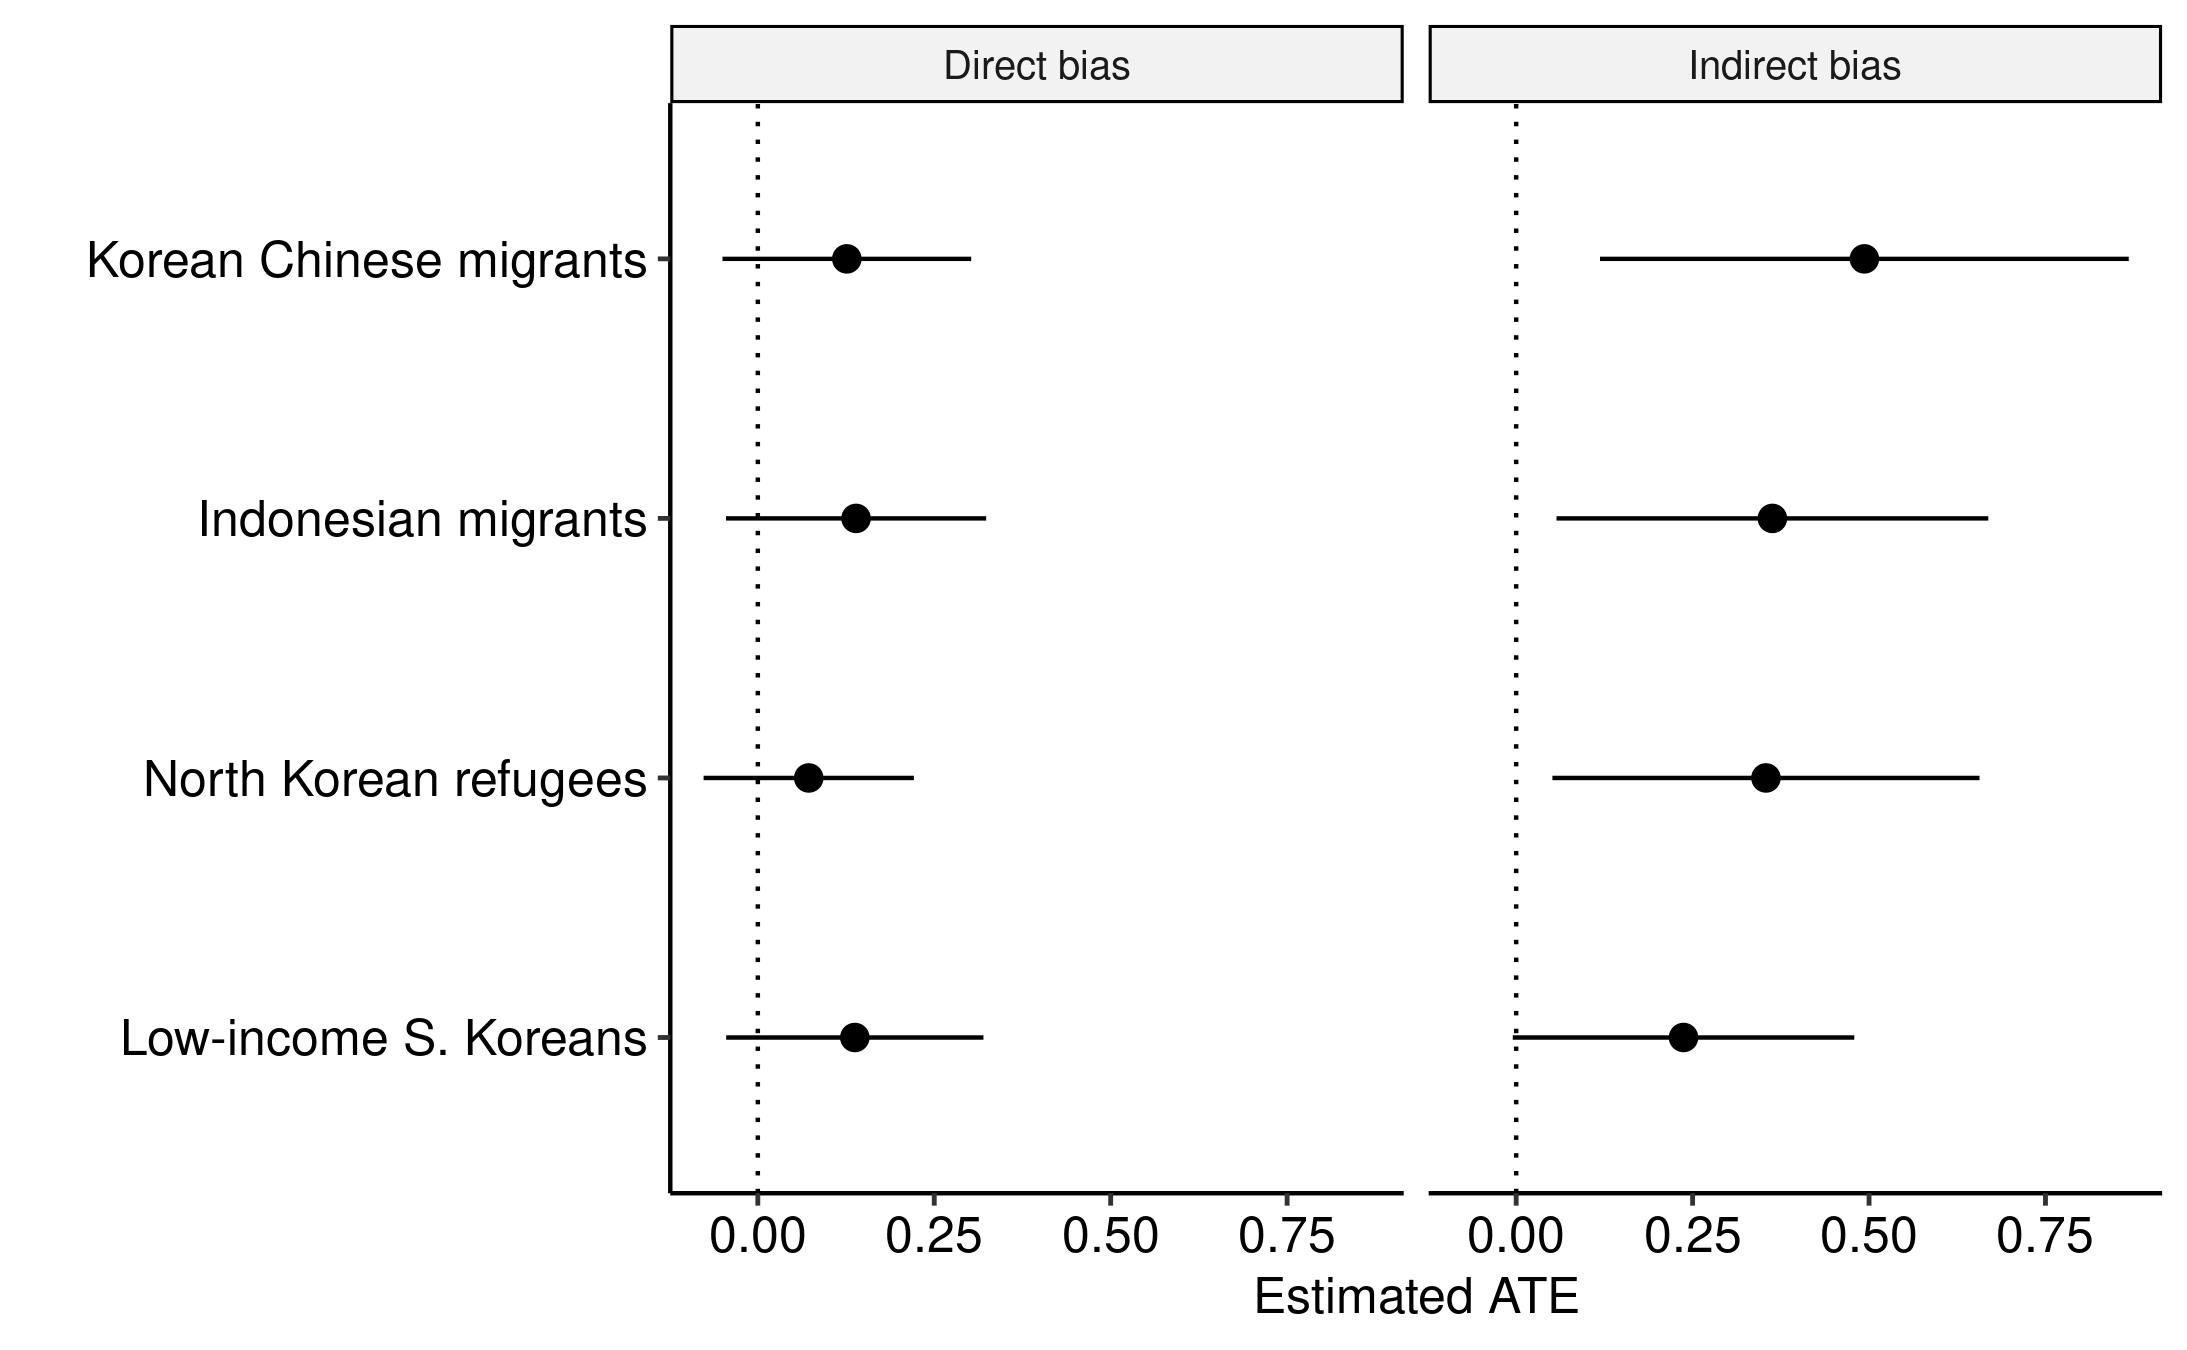 Direct bias
Indirect bias
Korean Chinese migrants
Indonesian migrants
North Korean refugees
Low-income S. Koreans
0.00 0.25 0.50 0.75
0.00 0.25 0.50 0.75
Estimated ATE